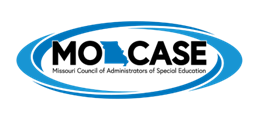 MO CASE
Missouri Council of Administrators of Special Education